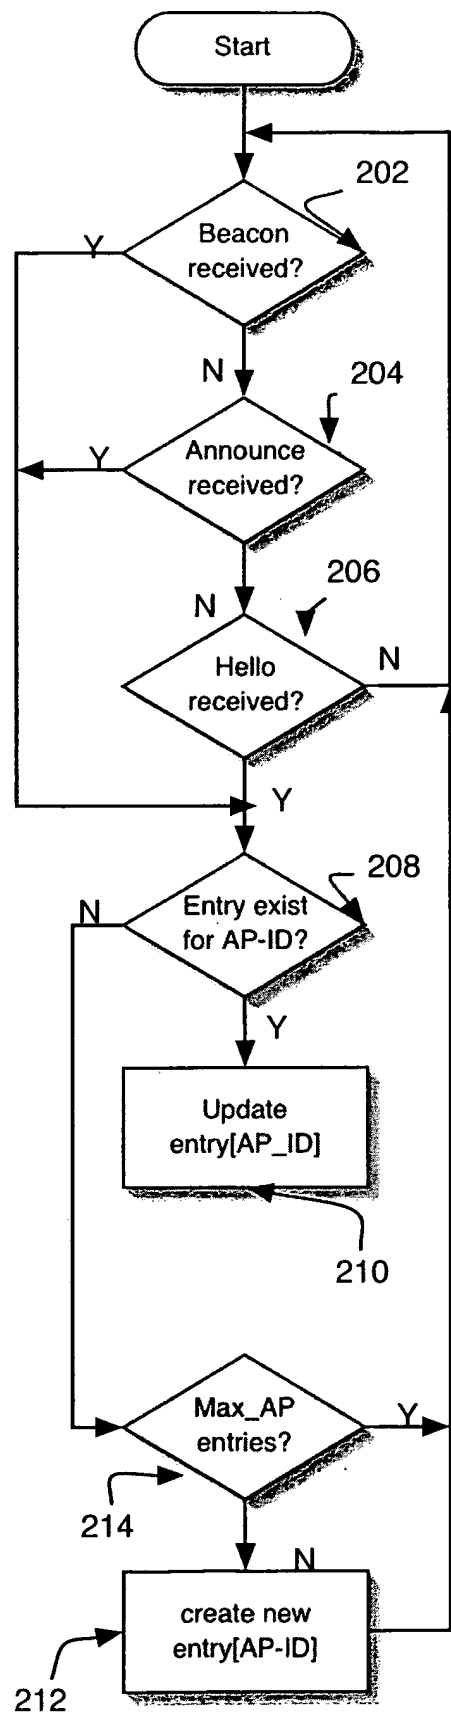 Start
202
Beacon
received?
Y
N
204
Announce
received?
Y
N
206
Hello
received?
N
Y
208
Entry exist
for AP-ID?
N
Y
Update
entry[AP_ID]
210
Max_AP
entries?
Y
214
N
create new
entry[AP-ID]
212